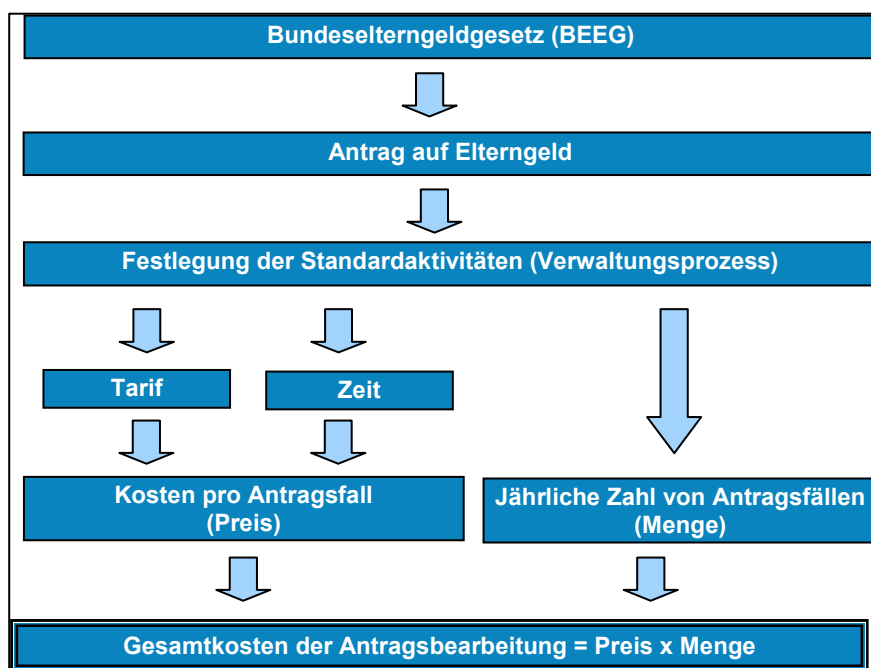 Bundeselterngeldgesetz (BEEG)
Antrag auf Elterngeld
Festlegung der Standardaktivitäten (Verwaltungsprozess)
Tarif
Zeit
Kosten pro Antragsfall
(Preis)
Jährliche Zahl von Antragsfällen
(Menge)
Gesamtkosten der Antragsbearbeitung = Preis x Menge